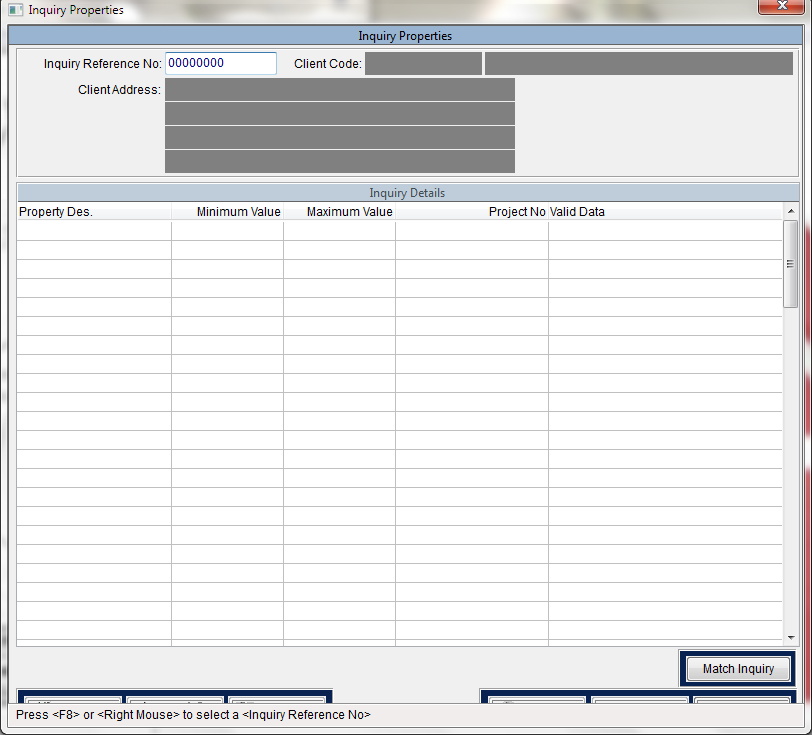 Inquiry Properties
Inquiry Properties
Inquiry Reference No: 00000000 Client Code:
Client Address:
Inquiry Details
Property Des. Minimum Value Maximum Value Project No Valid Data
Match Inquiry
Press <F8> or <Right Mouse> to select a <Inquiry Reference No>